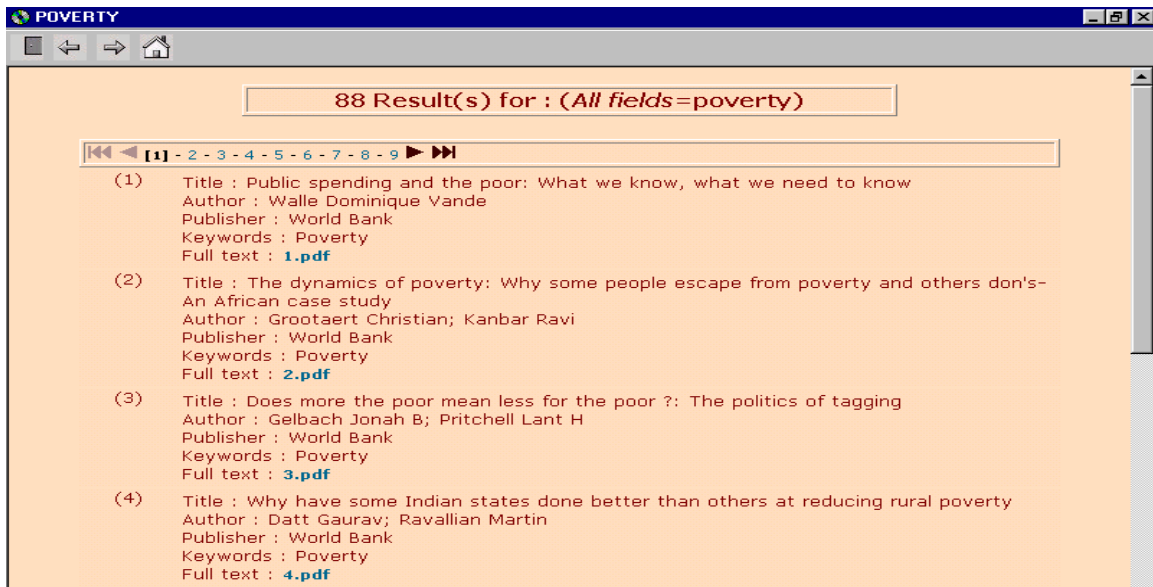 POVERTY
88 Result(s) for : (All fields=poverty)
[1] - 2 - 3 - 4 - 5 - 6 - 7 - 8 - 9
(1) Title : Public spending and the poor: What we know, what we need to know
Author : Walle Dominique Vande
Publisher : World Bank
Keywords : Poverty
Full text : 1.pdf
(2) Title : The dynamics of poverty: Why some people escape from poverty and others don's-
An African case study
Author : Grootaert Christian; Kanbar Ravi
Publisher : World Bank
Keywords : Poverty
Full text : 2.pdf
(3) Title : Does more the poor mean less for the poor ?: The politics of tagging
Author : Gelbach Jonah B; Pritchell Lant H
Publisher : World Bank
Keywords : Poverty
Full text : 3.pdf
(4) Title : Why have some Indian states done better than others at reducing rural poverty
Author : Datt Gaurav; Ravallian Martin
Publisher : World Bank
Keywords : Poverty
Full text : 4.pdf